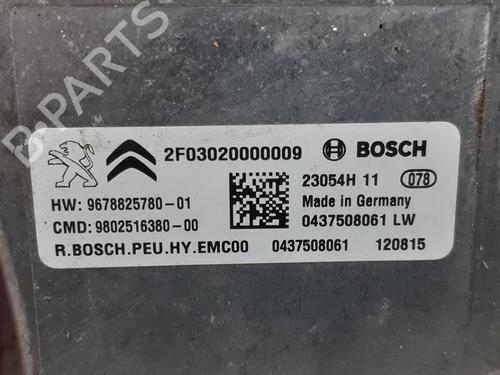 B-PARTS
2F03020000009 BOSCH
HW: 9678825780-01 23054H 11 078
Made in Germany
CMD: 9802516380-00 0437508061 LW
R.BOSCH.PEU.HY.EMC00 0437508061 120815